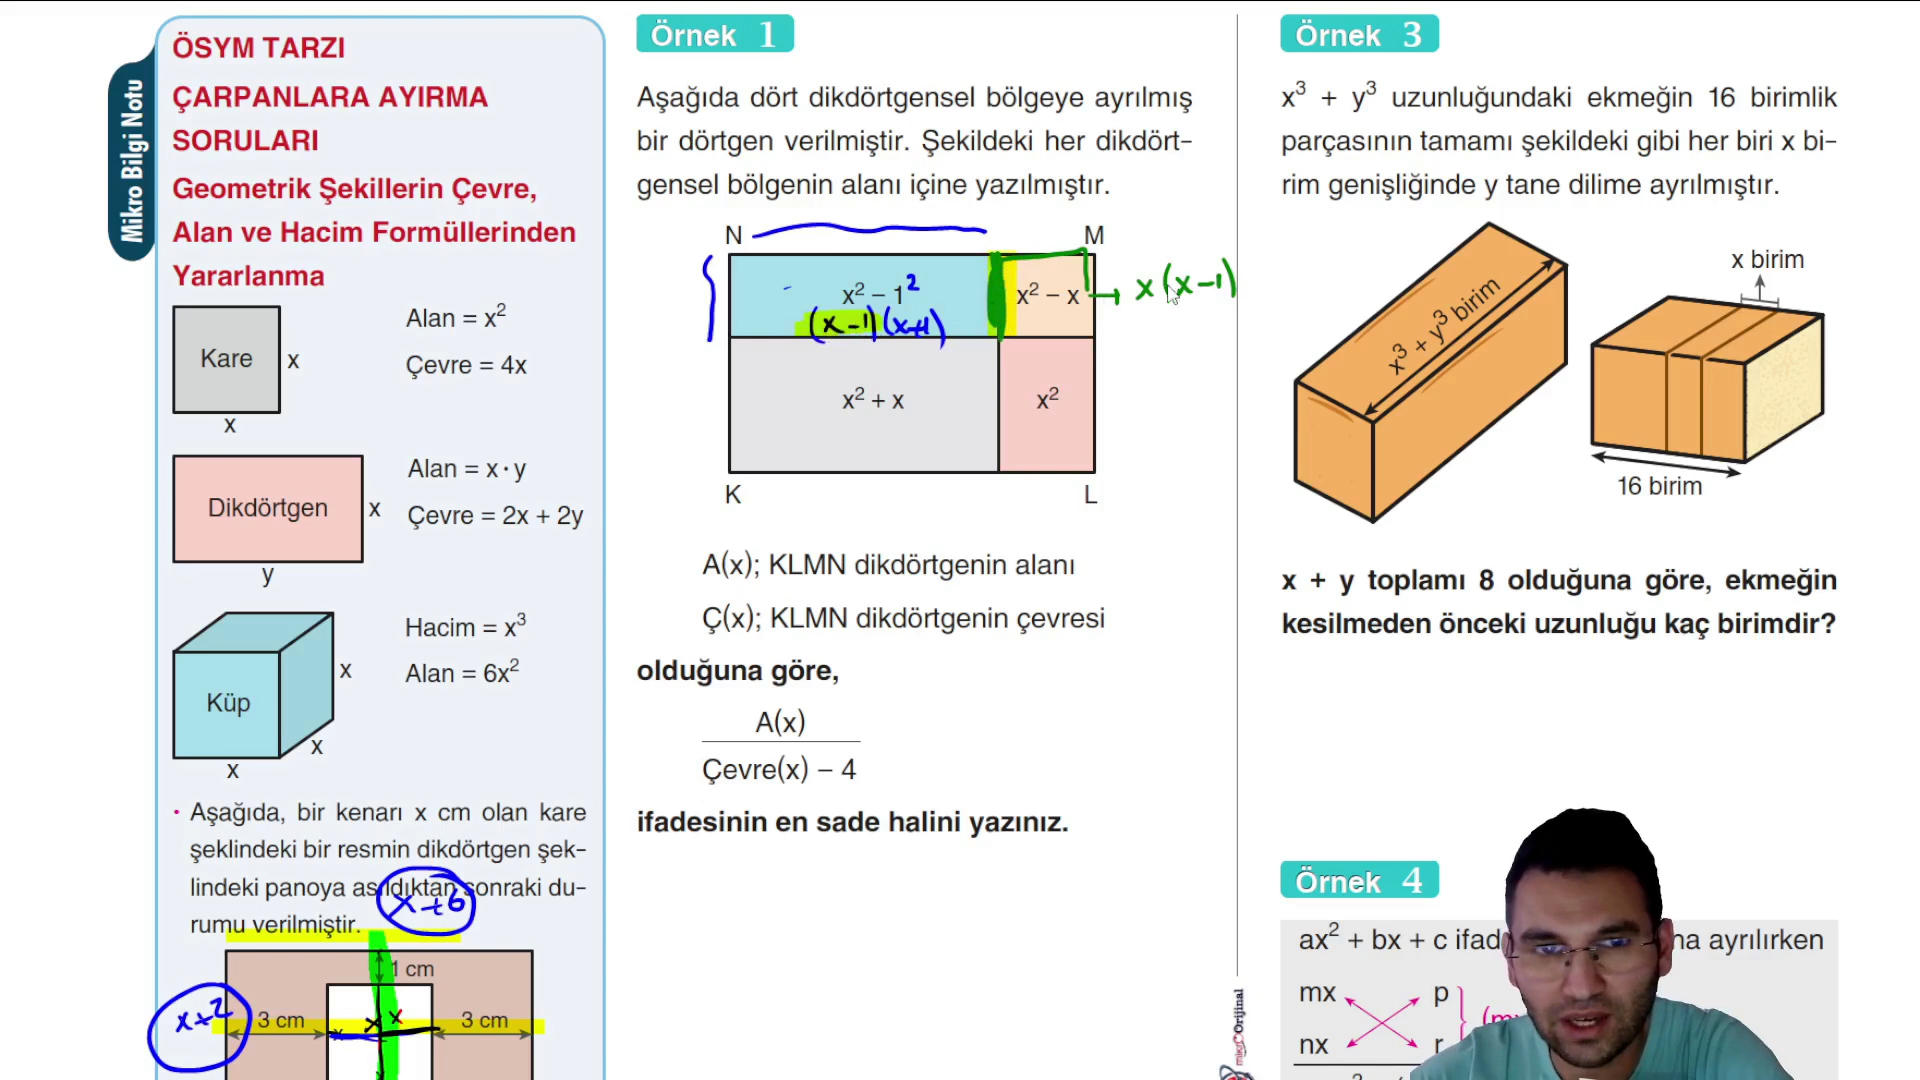 Mikro Bilgi Notu
ÖSYM TARZI
ÇARPANLARA AYIRMA
SORULARI
Geometrik Şekillerin Çevre,
Alan ve Hacim Formüllerinden
Yararlanma
Kare
x
x
Alan = x²
Çevre = 4x
Dikdörtgen
x
y
Alan = x·y
Çevre = 2x + 2y
Küp
x
x
x
Hacim = x³
Alan = 6x²
• Aşağıda, bir kenarı x cm olan kare
şeklindeki bir resmin dikdörtgen şek-
lindeki panoya asıldıktan sonraki du-
rumu verilmiştir.
x+6
1 cm
x+2
3 cm
x
x
x
3 cm
Örnek 1
Aşağıda dört dikdörtgensel bölgeye ayrılmış
bir dörtgen verilmiştir. Şekildeki her dikdört-
gensel bölgenin alanı içine yazılmıştır.
N
M
x² – 1²
(x-1)(x+1)
x² – x
x(x-1)
x² + x
x²
K
L
A(x); KLMN dikdörtgenin alanı
Ç(x); KLMN dikdörtgenin çevresi
olduğuna göre,
A(x)
Çevre(x) – 4
ifadesinin en sade halini yazınız.
Örnek 3
x³ + y³ uzunluğundaki ekmeğin 16 birimlik
parçasının tamamı şekildeki gibi her biri x bi-
rim genişliğinde y tane dilime ayrılmıştır.
x³ + y³ birim
x birim
16 birim
x + y toplamı 8 olduğuna göre, ekmeğin
kesilmeden önceki uzunluğu kaç birimdir?
Örnek 4
ax² + bx + c
ayrılırken
mx
p
nx
r
mikro Orijinal